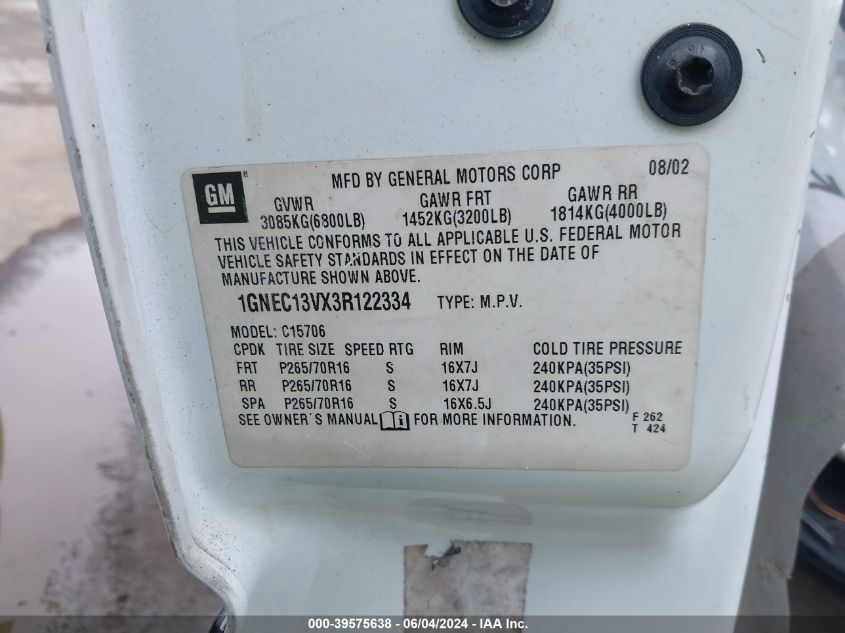 GM ®
MFD BY GENERAL MOTORS CORP 08/02
GVWR GAWR FRT GAWR RR
3085KG(6800LB) 1452KG(3200LB) 1814KG(4000LB)
THIS VEHICLE CONFORMS TO ALL APPLICABLE U.S. FEDERAL MOTOR
VEHICLE SAFETY STANDARDS IN EFFECT ON THE DATE OF
MANUFACTURE SHOWN ABOVE.
1GNEC13VX3R122334 TYPE: M.P.V.
MODEL: C15706
CPDK TIRE SIZE SPEED RTG RIM COLD TIRE PRESSURE
FRT P265/70R16 S 16X7J 240KPA(35PSI)
RR P265/70R16 S 16X7J 240KPA(35PSI)
SPA P265/70R16 S 16X6.5J 240KPA(35PSI)
SEE OWNER'S MANUAL FOR MORE INFORMATION.
F 262
T 424
000-39575638 - 06/04/2024 - IAA Inc.